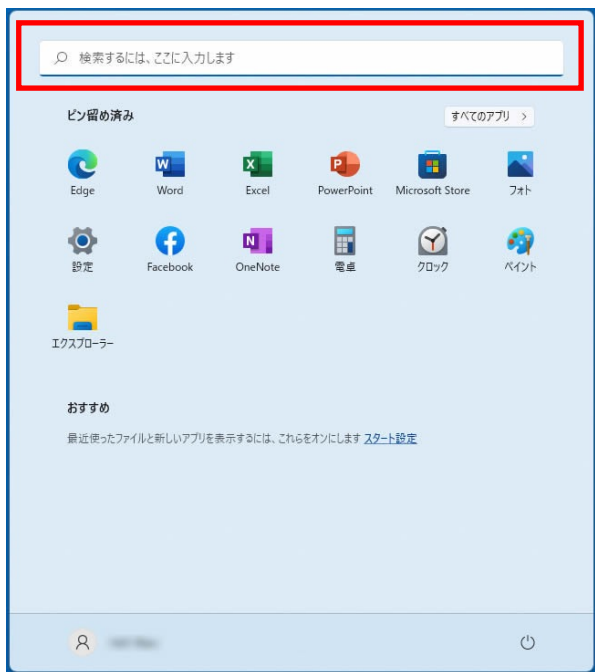 検索するには、ここに入力します
ピン留め済み
すべてのアプリ >
Edge Word Excel PowerPoint Microsoft Store フォト
設定 Facebook OneNote 電卓 クロック ペイント
エクスプローラー
おすすめ
最近使ったファイルと新しいアプリを表示するには、これらをオンにします スタート設定